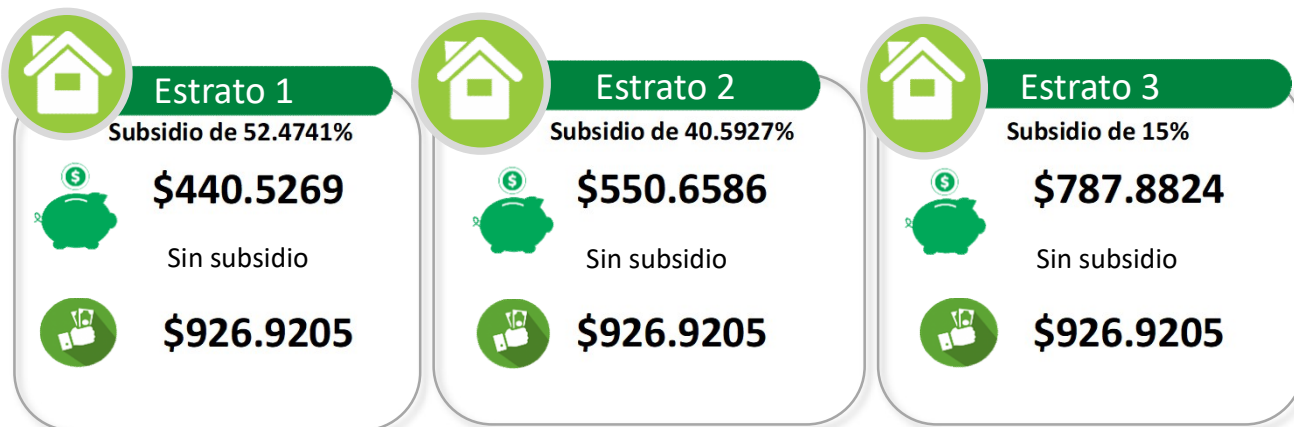 Estrato 1
Subsidio de 52.4741%
$
$440.5269
Sin subsidio
$926.9205
Estrato 2
Subsidio de 40.5927%
$
$550.6586
Sin subsidio
$926.9205
Estrato 3
Subsidio de 15%
$
$787.8824
Sin subsidio
$926.9205